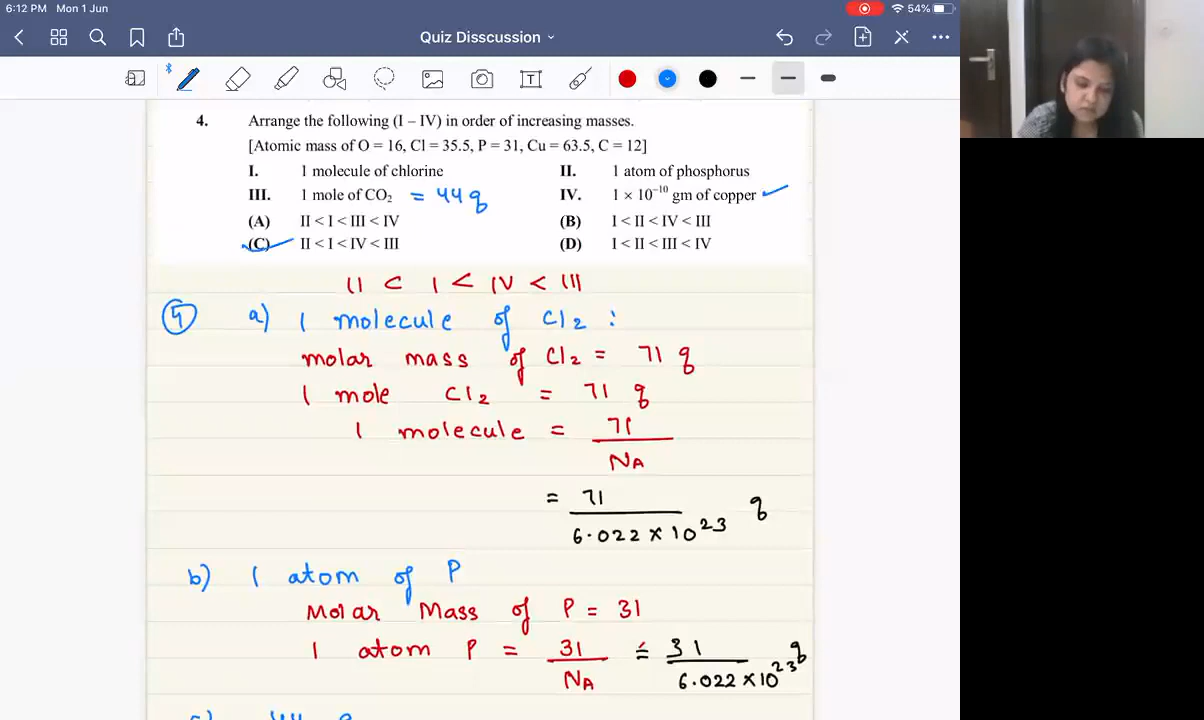 6:12 PM Mon 1 Jun
54%
Quiz Disscussion
T
4. Arrange the following (I – IV) in order of increasing masses.
[Atomic mass of O = 16, Cl = 35.5, P = 31, Cu = 63.5, C = 12]
I. 1 molecule of chlorine II. 1 atom of phosphorus
III. 1 mole of CO₂ = 44 g IV. 1 × 10⁻¹⁰ gm of copper
(A) II < I < III < IV (B) I < II < IV < III
(C) II < I < IV < III (D) I < II < III < IV
II < I < IV < III
4 a) 1 molecule of Cl₂ :
molar mass of Cl₂ = 71 g
1 mole Cl₂ = 71 g
1 molecule = 71 / NA
= 71 / 6.022 × 10²³ g
b) 1 atom of P
Molar Mass of P = 31
1 atom P = 31 / NA = 31 / 6.022 × 10²³ g